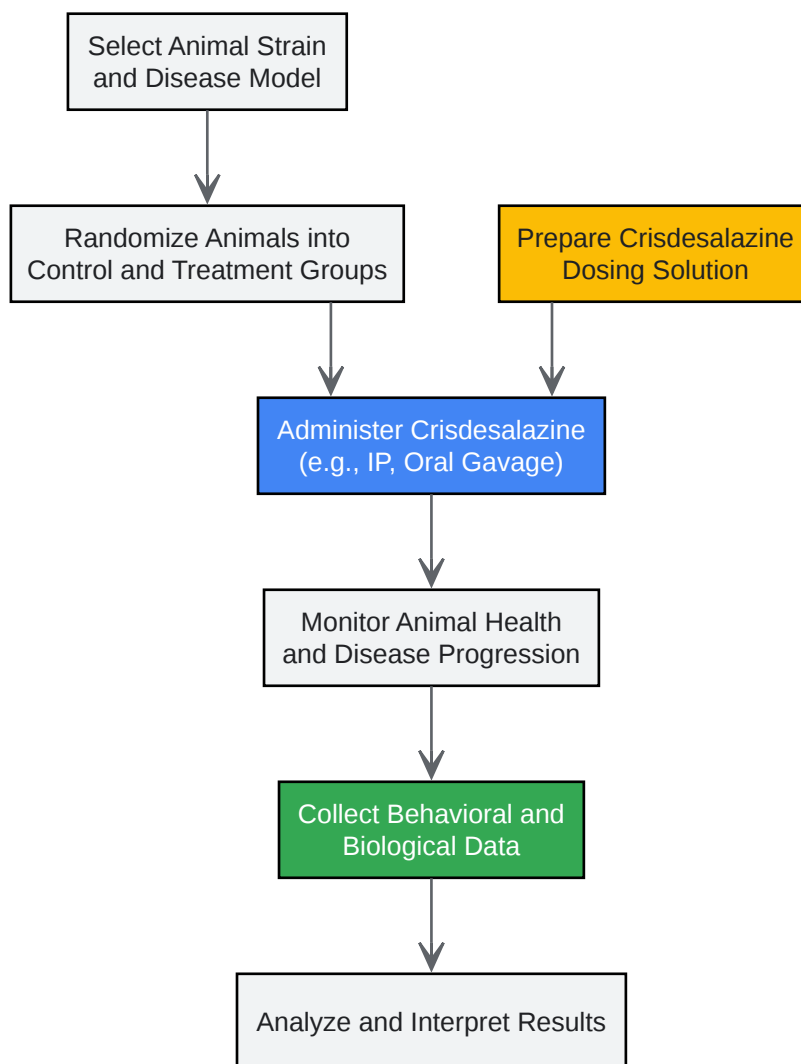 Select Animal Strain
and Disease Model
Randomize Animals into
Control and Treatment Groups
Prepare Crisdesalazine
Dosing Solution
Administer Crisdesalazine
(e.g., IP, Oral Gavage)
Monitor Animal Health
and Disease Progression
Collect Behavioral and
Biological Data
Analyze and Interpret Results